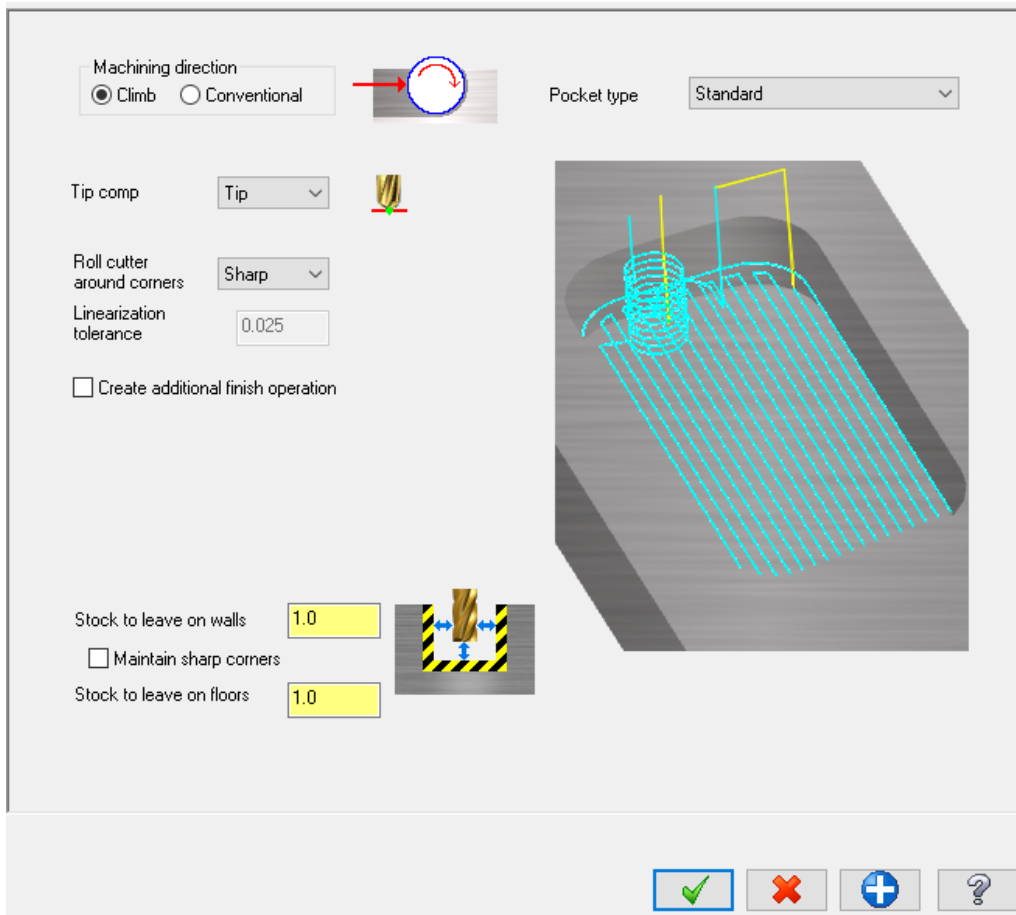 Machining direction
Climb Conventional
Pocket type Standard
Tip comp Tip
Roll cutter
around corners Sharp
Linearization
tolerance 0.025
Create additional finish operation
Stock to leave on walls 1.0
Maintain sharp corners
Stock to leave on floors 1.0